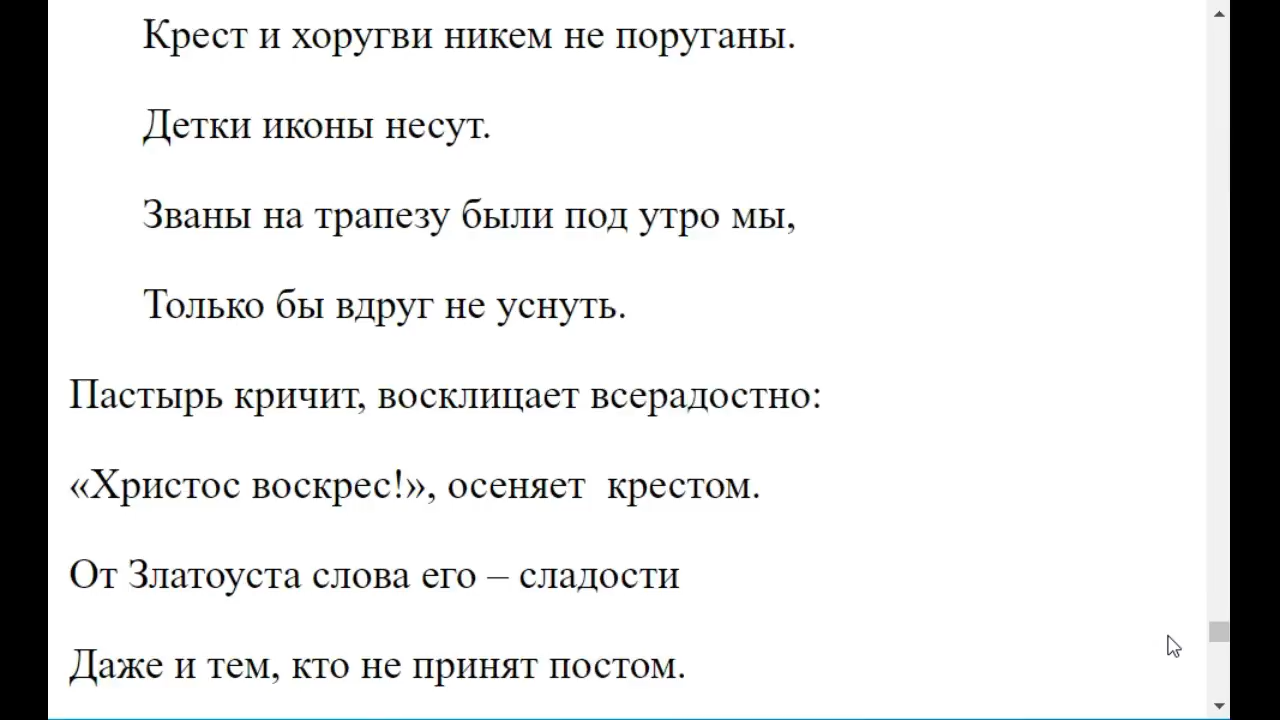 Крест и хоругви никем не поруганы.
Детки иконы несут.
Званы на трапезу были под утро мы,
Только бы вдруг не уснуть.
Пастырь кричит, восклицает всерадостно:
«Христос воскрес!», осеняет  крестом.
От Златоуста слова его – сладости
Даже и тем, кто не принят постом.